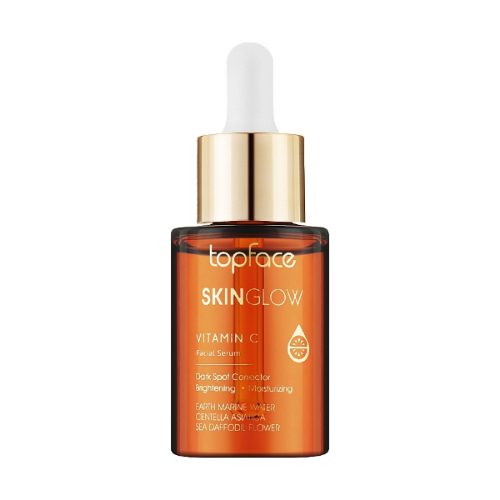 topface
SKINGLOW
VITAMIN C
Facial Serum
Dark Spot Corrector
Brightening • Moisturizing
EARTH MARINE WATER
CENTELLA ASIATICA
SEA DAFFODIL FLOWER